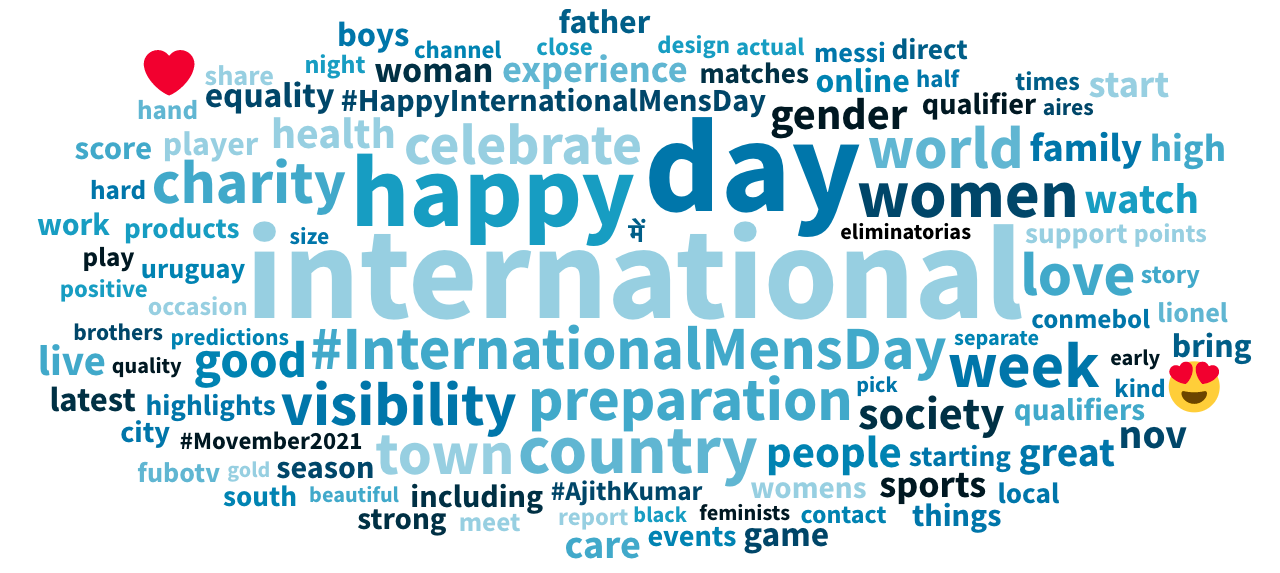 father
boys
channel close design actual messi direct
share night woman experience matches online half times start
hand equality #HappyInternationalMensDay gender qualifier aires
score player health celebrate day world family high
hard charity happy women watch
work products size में eliminatorias support points
play uruguay international love story
positive occasion conmebol lionel
brothers predictions #InternationalMensDay separate bring
live quality good week early
latest highlights visibility preparation pick society qualifiers kind
city #Movember2021 town country people starting great nov
fubotv gold season womens sports local
south beautiful including #AjithKumar
strong meet report black feminists contact things
care events game